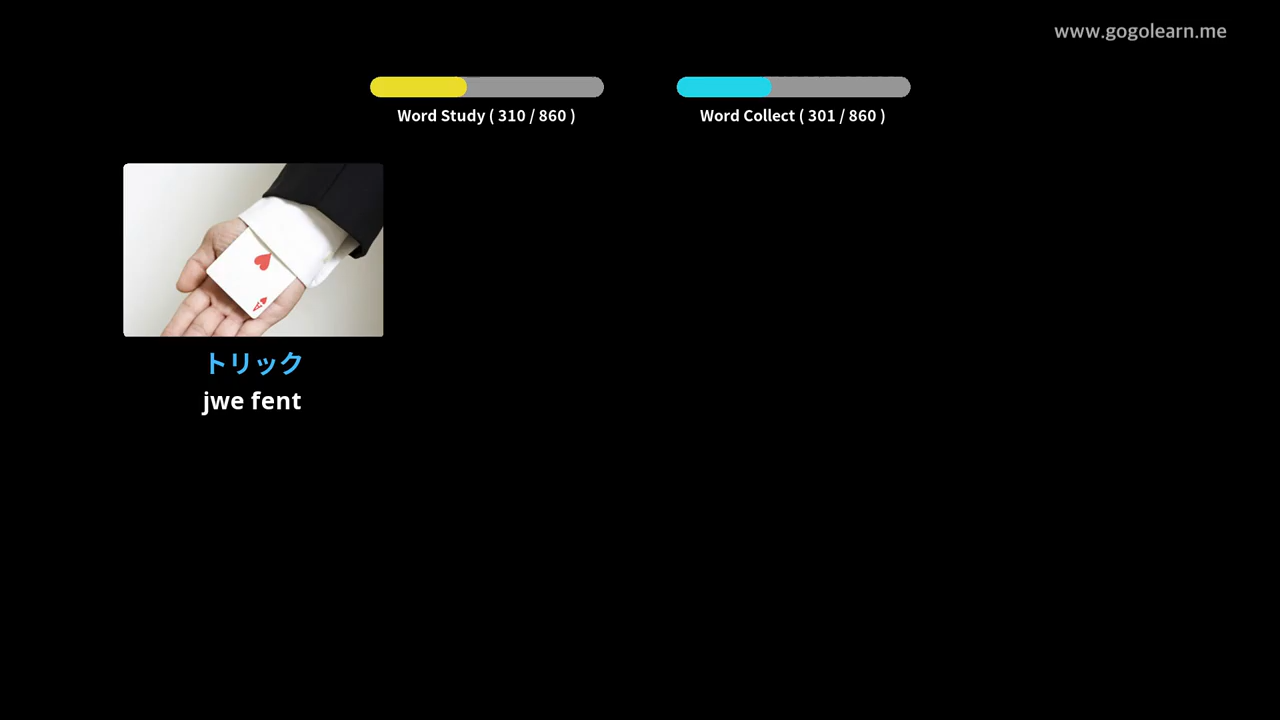 www.gogolearn.me
Word Study ( 310 / 860 )
Word Collect ( 301 / 860 )
A
トリック
jwe fent